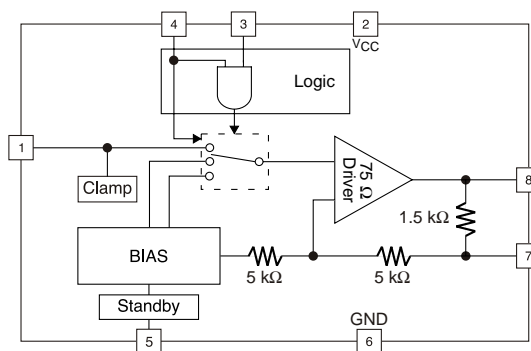 4
3
2
VCC
Logic
1
Clamp
75 Ω
Driver
8
1.5 kΩ
BIAS
5 kΩ
5 kΩ
7
Standby
GND
5
6